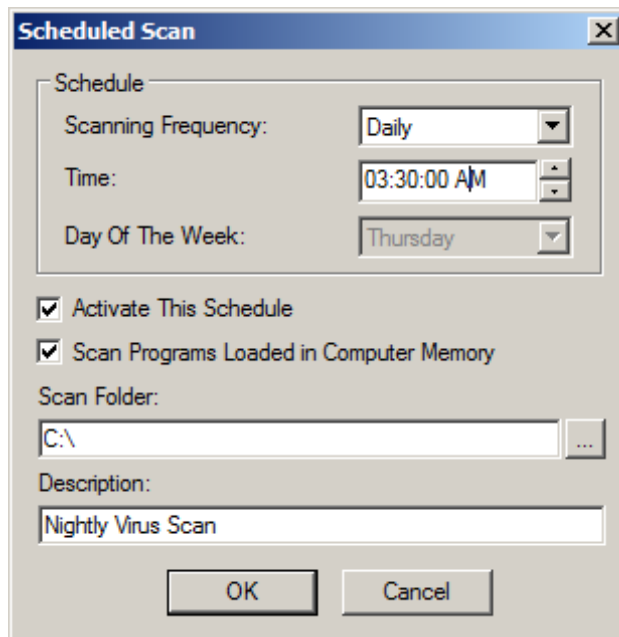 Scheduled Scan
Schedule
Scanning Frequency: Daily
Time: 03:30:00 AM
Day Of The Week: Thursday
Activate This Schedule
Scan Programs Loaded in Computer Memory
Scan Folder:
C:\ ...
Description:
Nightly Virus Scan
OK Cancel